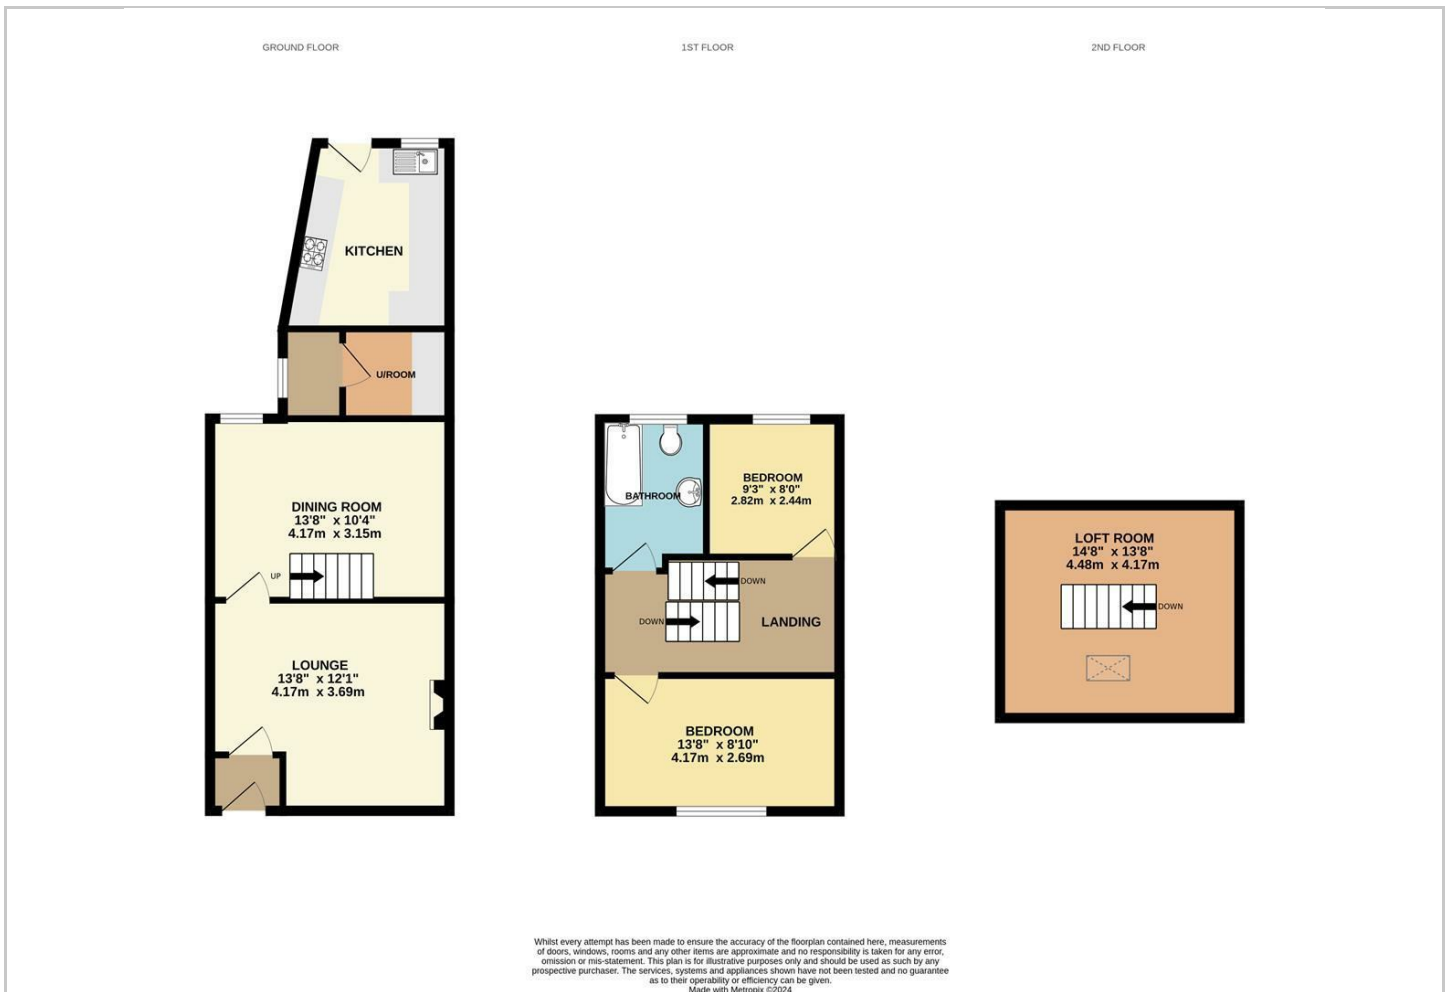 GROUND FLOOR
1ST FLOOR
2ND FLOOR
KITCHEN
U/ROOM
DINING ROOM
13'8" x 10'4"
4.17m x 3.15m
UP
LOUNGE
13'8" x 12'1"
4.17m x 3.69m
BATHROOM
BEDROOM
9'3" x 8'0"
2.82m x 2.44m
DOWN
DOWN
LANDING
BEDROOM
13'8" x 8'10"
4.17m x 2.69m
LOFT ROOM
14'8" x 13'8"
4.48m x 4.17m
DOWN
Whilst every attempt has been made to ensure the accuracy of the floorplan contained here, measurements
of doors, windows, rooms and any other items are approximate and no responsibility is taken for any error,
omission or mis-statement. This plan is for illustrative purposes only and should be used as such by any
prospective purchaser. The services, systems and appliances shown have not been tested and no guarantee
as to their operability or efficiency can be given.
Made with Metropix ©2024